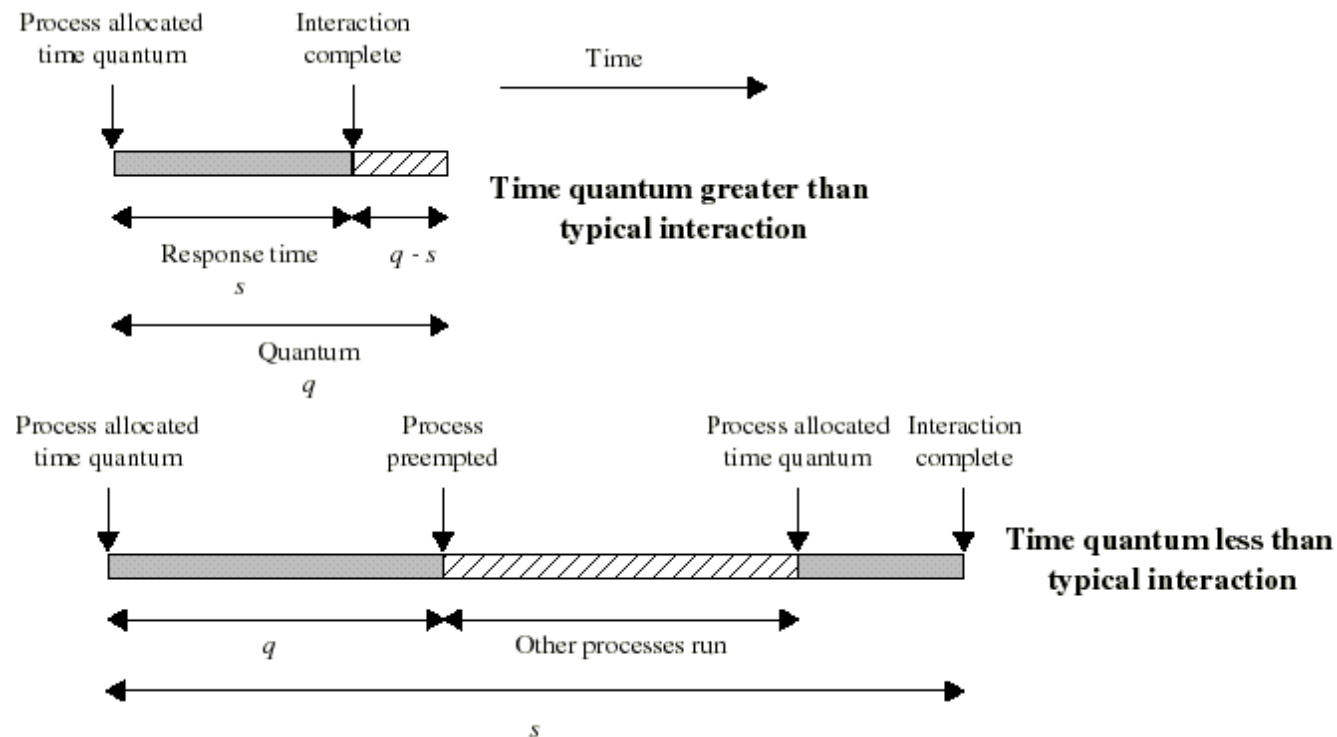 Process allocated
time quantum
Interaction
complete
Time
Time quantum greater than
typical interaction
Response time
s
q - s
Quantum
q
Process allocated
time quantum
Process
preempted
Process allocated
time quantum
Interaction
complete
Time quantum less than
typical interaction
q
Other processes run
s